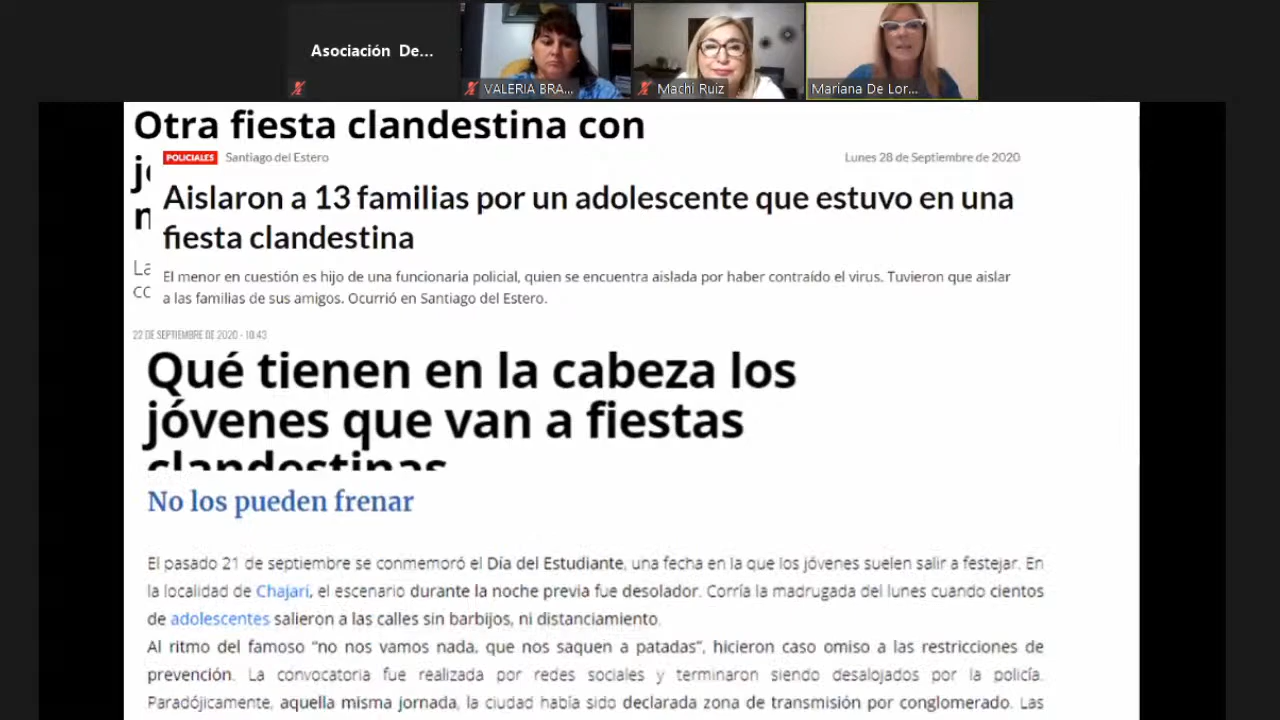 Asociación De...
VALERIA BRA...
Machi Ruiz
Mariana De Lor...
Otra fiesta clandestina con
POLICIALES Santiago del Estero Lunes 28 de Septiembre de 2020
Aislaron a 13 familias por un adolescente que estuvo en una
fiesta clandestina
El menor en cuestión es hijo de una funcionaria policial, quien se encuentra aislada por haber contraído el virus. Tuvieron que aislar
a las familias de sus amigos. Ocurrió en Santiago del Estero.
22 DE SEPTIEMBRE DE 2020 - 10:43
Qué tienen en la cabeza los
jóvenes que van a fiestas
clandestinas
No los pueden frenar
El pasado 21 de septiembre se conmemoró el Día del Estudiante, una fecha en la que los jóvenes suelen salir a festejar. En
la localidad de Chajarí, el escenario durante la noche previa fue desolador. Corría la madrugada del lunes cuando cientos
de adolescentes salieron a las calles sin barbijos, ni distanciamiento.
Al ritmo del famoso “no nos vamos nada, que nos saquen a patadas”, hicieron caso omiso a las restricciones de
prevención. La convocatoria fue realizada por redes sociales y terminaron siendo desalojados por la policía.
Paradójicamente, aquella misma jornada, la ciudad había sido declarada zona de transmisión por conglomerado. Las